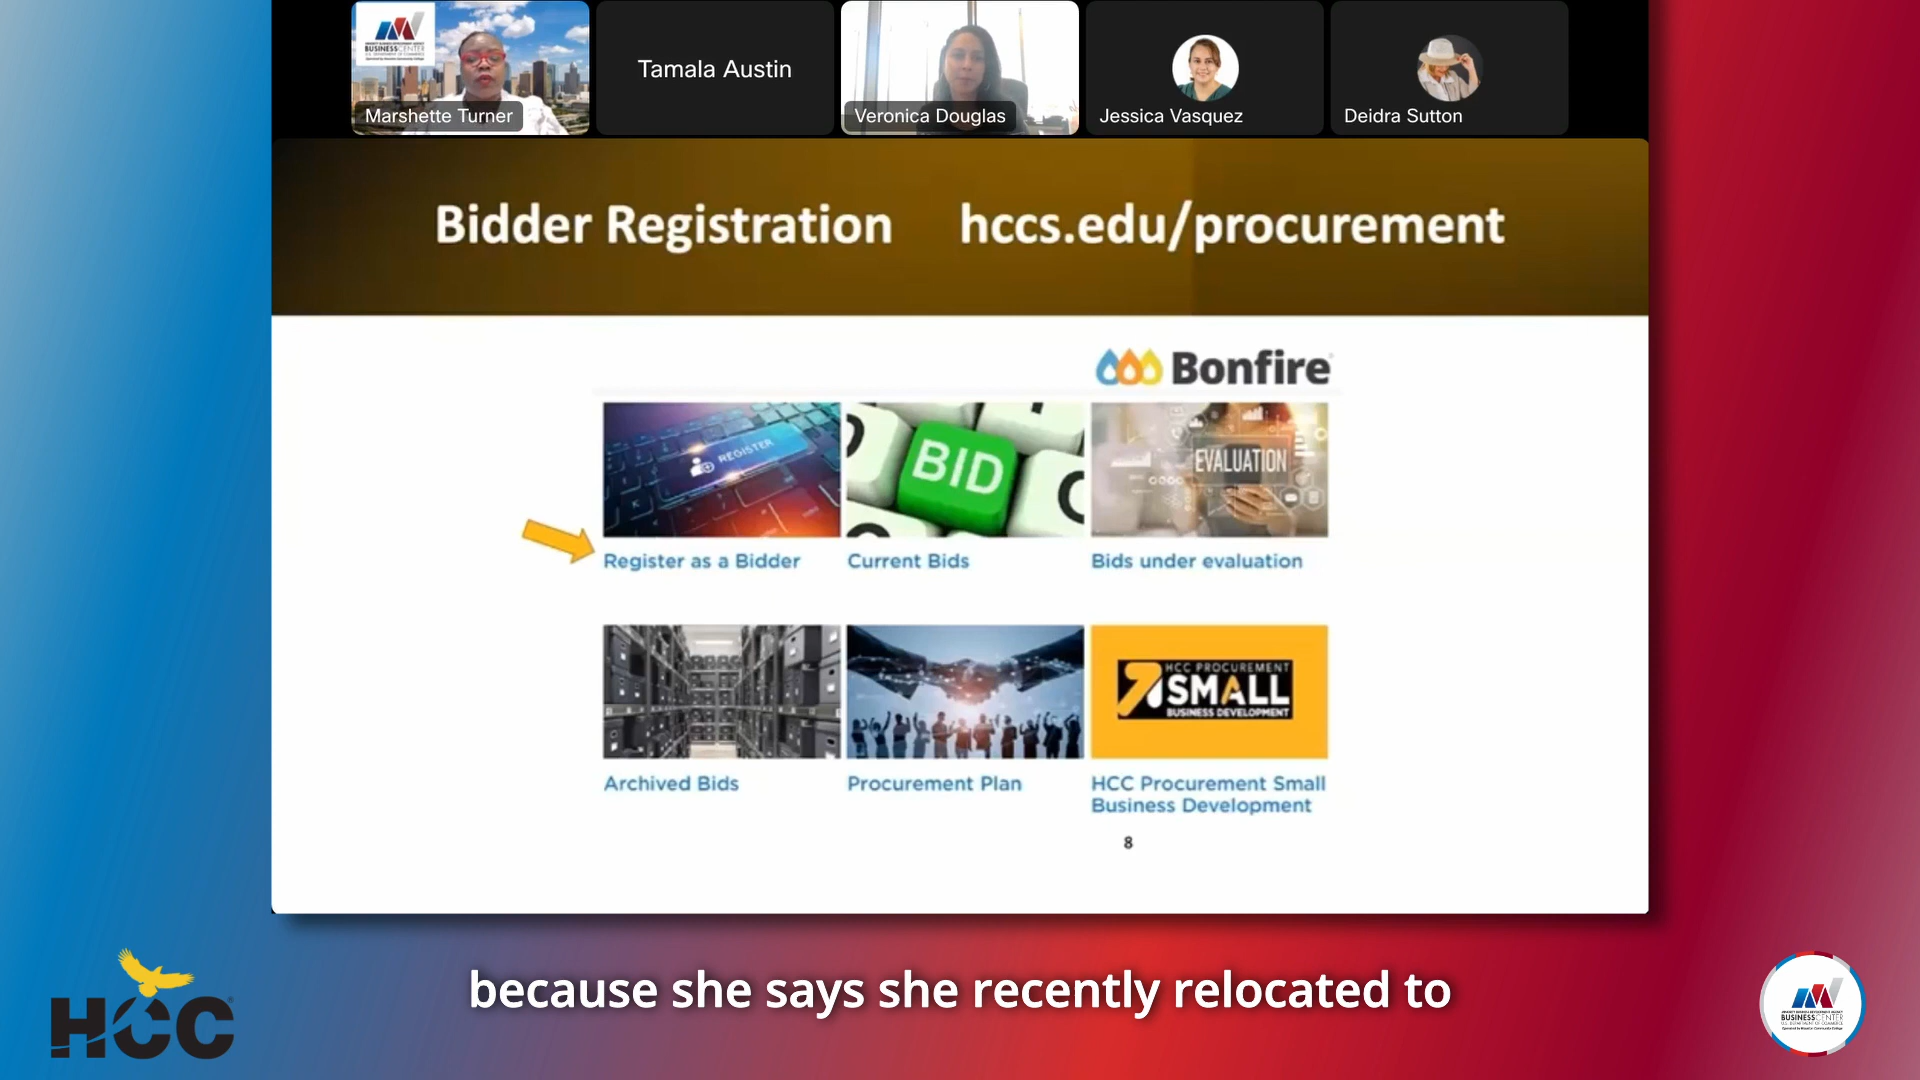 BUSINESSCENTER
Marshette Turner
Tamala Austin
Veronica Douglas
Jessica Vasquez
Deidra Sutton
Bidder Registration hccs.edu/procurement
Bonfire
REGISTER
BID
EVALUATION
Register as a Bidder
Current Bids
Bids under evaluation
HCC PROCUREMENT
SMALL
BUSINESS DEVELOPMENT
Archived Bids
Procurement Plan
HCC Procurement Small
Business Development
8
because she says she recently relocated to
HCC
BUSINESSCENTER